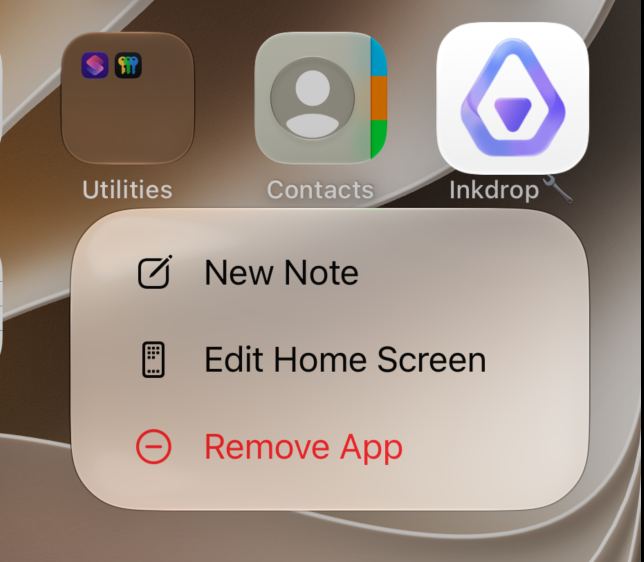 Utilities
Contacts
Inkdrop🔧
New Note
Edit Home Screen
Remove App